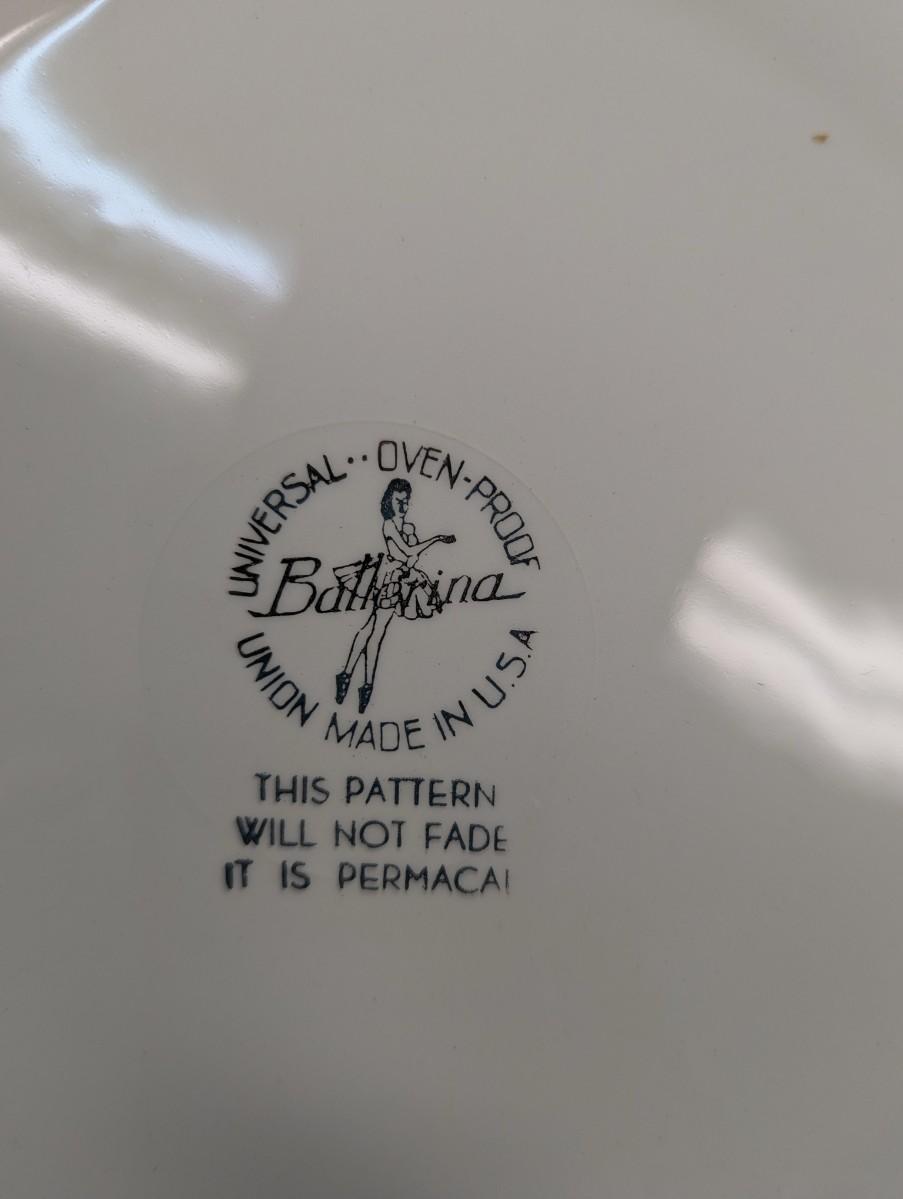 UNIVERSAL·· OVEN-PROOF
Ballerina
UNION MADE IN U.S.A
THIS PATTERN
WILL NOT FADE
IT IS PERMACAL